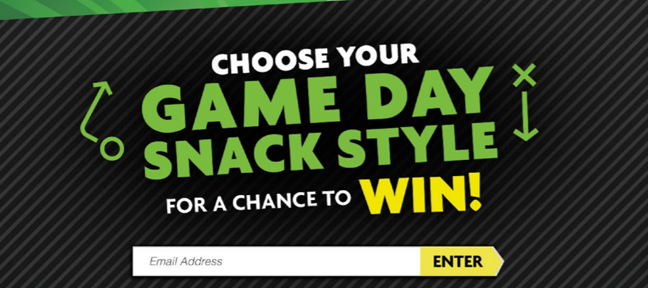 CHOOSE YOUR
GAME DAY
SNACK STYLE
FOR A CHANCE TO WIN!
Email Address
ENTER